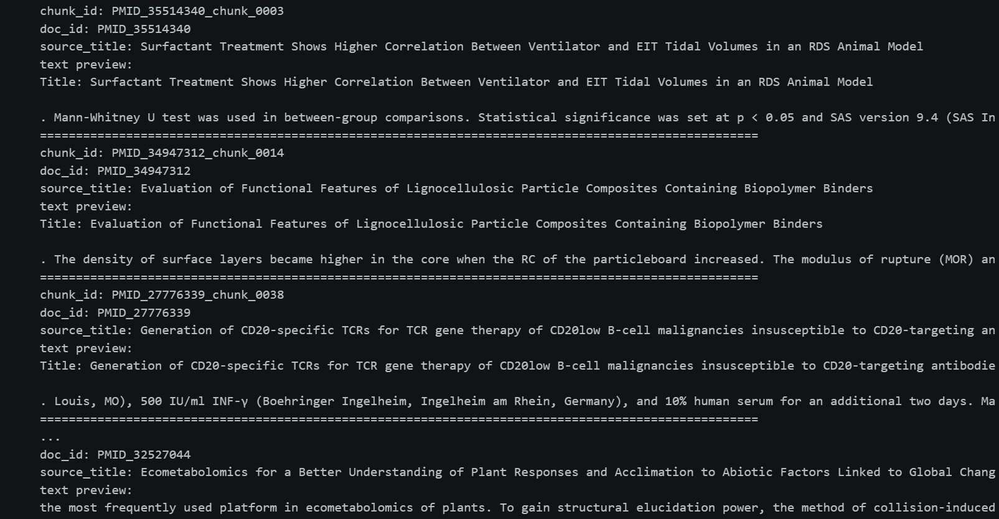 chunk_id: PMID_35514340_chunk_0003
doc_id: PMID_35514340
source_title: Surfactant Treatment Shows Higher Correlation Between Ventilator and EIT Tidal Volumes in an RDS Animal Model
text preview:
Title: Surfactant Treatment Shows Higher Correlation Between Ventilator and EIT Tidal Volumes in an RDS Animal Model
. Mann-Whitney U test was used in between-group comparisons. Statistical significance was set at p < 0.05 and SAS version 9.4 (SAS In
====================================================================================================
chunk_id: PMID_34947312_chunk_0014
doc_id: PMID_34947312
source_title: Evaluation of Functional Features of Lignocellulosic Particle Composites Containing Biopolymer Binders
text preview:
Title: Evaluation of Functional Features of Lignocellulosic Particle Composites Containing Biopolymer Binders
. The density of surface layers became higher in the core when the RC of the particleboard increased. The modulus of rupture (MOR) an
====================================================================================================
chunk_id: PMID_27776339_chunk_0038
doc_id: PMID_27776339
source_title: Generation of CD20-specific TCRs for TCR gene therapy of CD20low B-cell malignancies insusceptible to CD20-targeting an
text preview:
Title: Generation of CD20-specific TCRs for TCR gene therapy of CD20low B-cell malignancies insusceptible to CD20-targeting antibodie
. Louis, MO), 500 IU/ml INF-γ (Boehringer Ingelheim, Ingelheim am Rhein, Germany), and 10% human serum for an additional two days. Ma
====================================================================================================
...
doc_id: PMID_32527044
source_title: Ecometabolomics for a Better Understanding of Plant Responses and Acclimation to Abiotic Factors Linked to Global Chang
text preview:
the most frequently used platform in ecometabolomics of plants. To gain structural elucidation power, the method of collision-induced